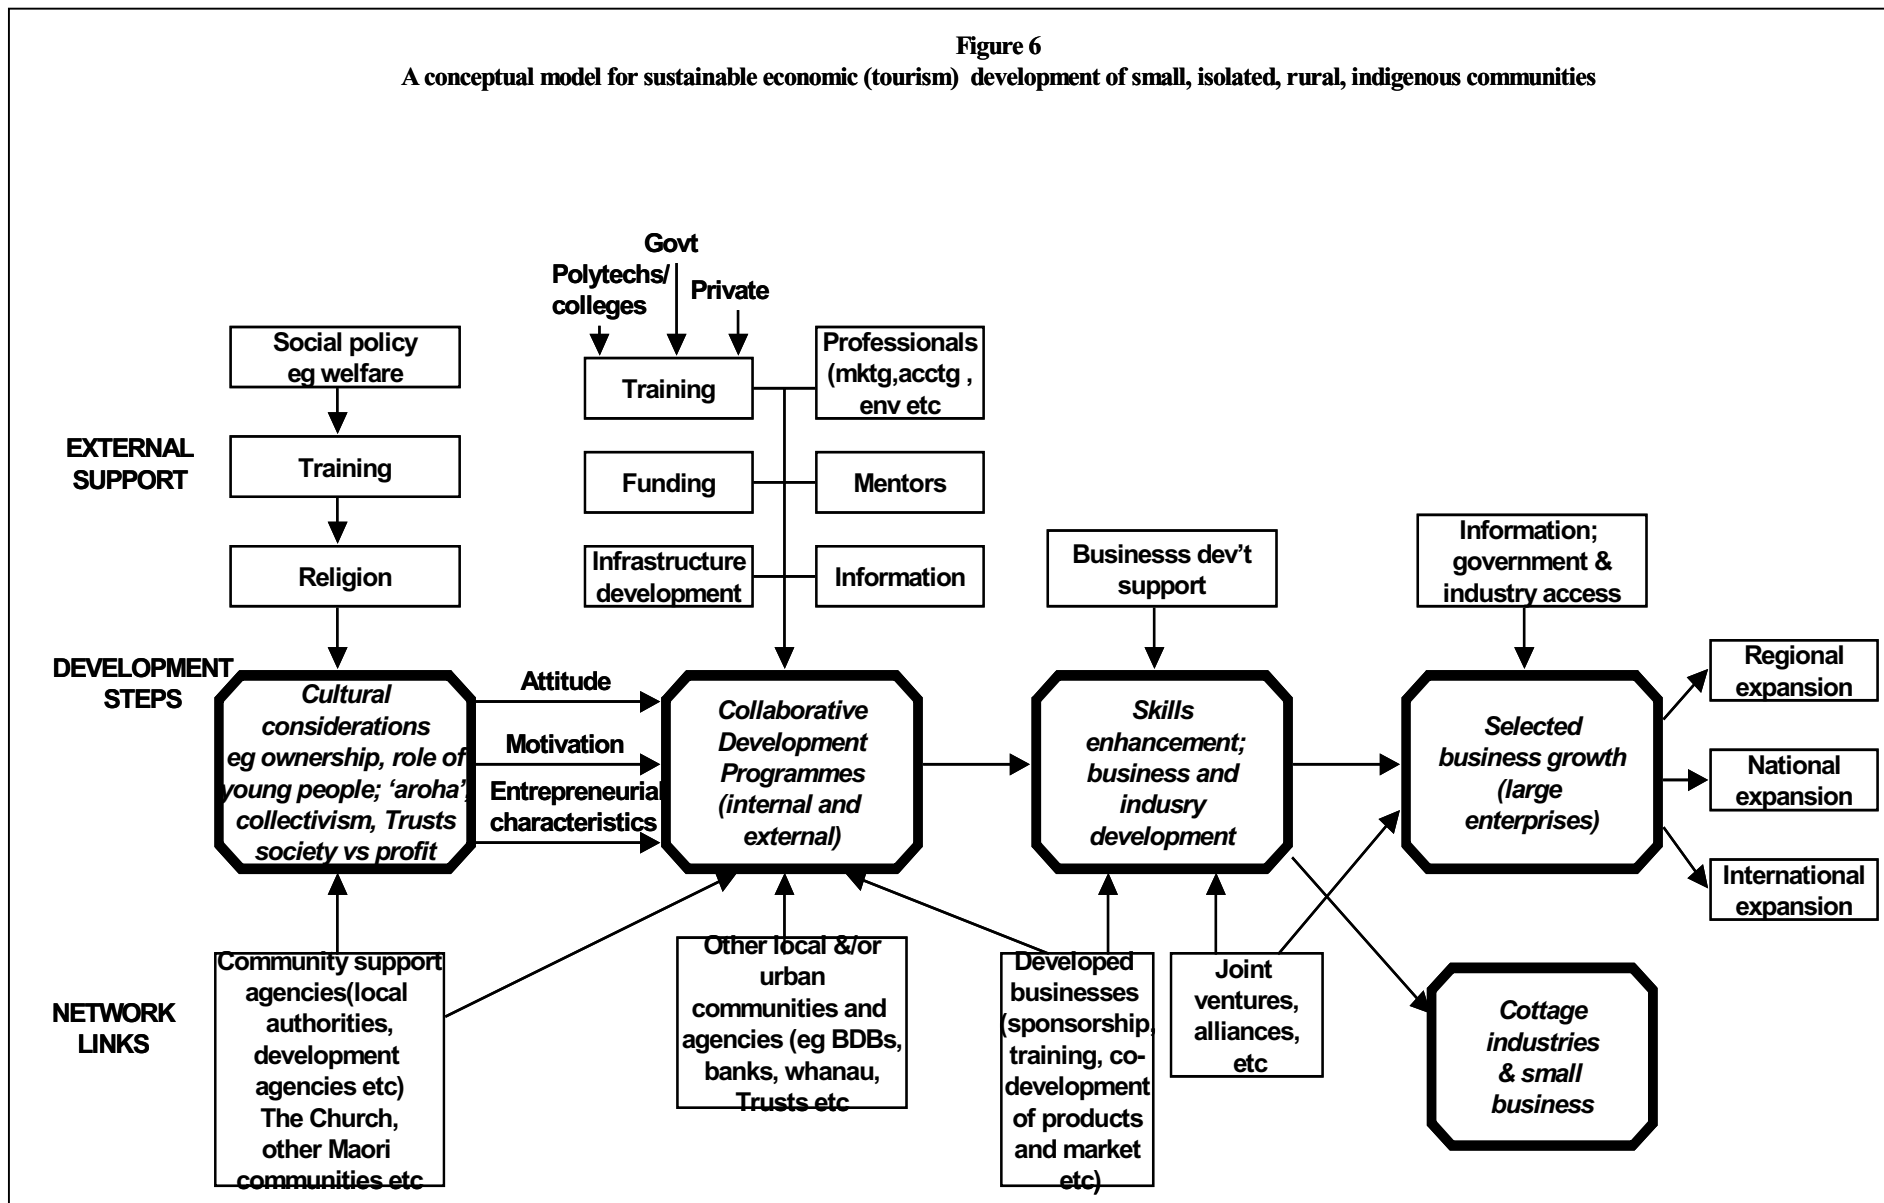 Figure 6
A conceptual model for sustainable economic (tourism) development of small, isolated, rural, indigenous communities
Govt
Polytechs/
colleges
Private
Social policy
eg welfare
Training
Professionals
(mktg,acctg ,
env etc
EXTERNAL
SUPPORT
Training
Funding
Mentors
Religion
Infrastructure
development
Information
Businesss dev't
support
Information;
government &
industry access
DEVELOPMENT
STEPS
Cultural
considerations
eg ownership, role of
young people; ‘aroha’,
collectivism, Trusts
society vs profit
Attitude
Motivation
Entrepreneurial
characteristics
Collaborative
Development
Programmes
(internal and
external)
Skills
enhancement;
business and
indusry
development
Selected
business growth
(large
enterprises)
Regional
expansion
National
expansion
International
expansion
NETWORK
LINKS
Community support
agencies(local
authorities,
development
agencies etc)
The Church,
other Maori
communities etc
Other local &/or
urban
communities and
agencies (eg BDBs,
banks, whanau,
Trusts etc
Developed
businesses
(sponsorship,
training, co-
development
of products
and market
etc)
Joint
ventures,
alliances,
etc
Cottage
industries
& small
business